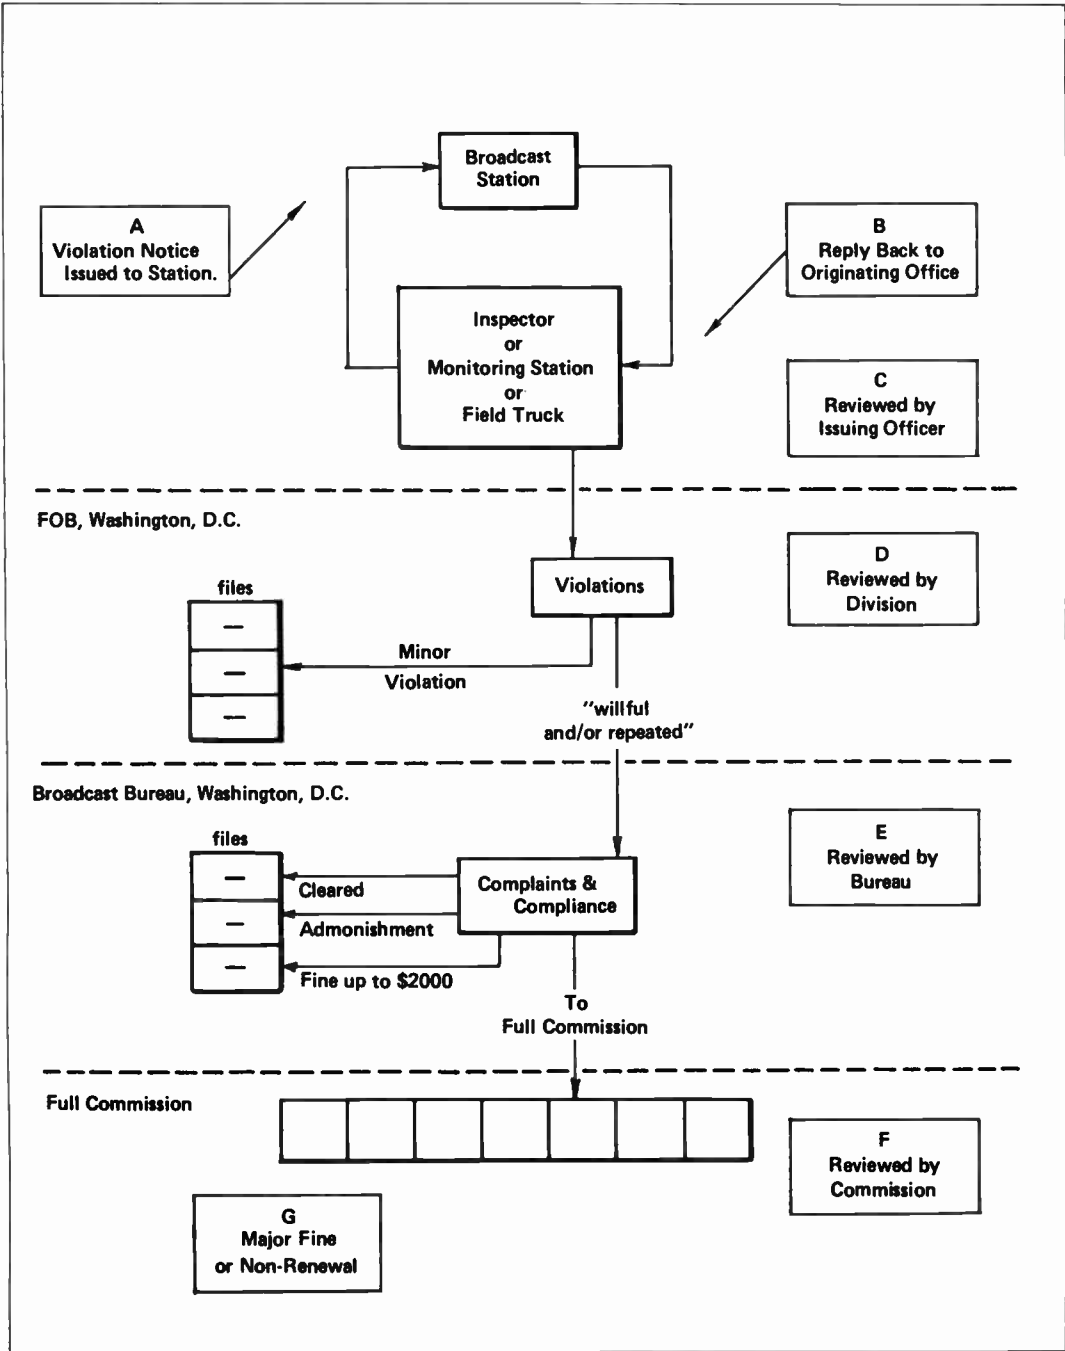 Broadcast
Station
A
Violation Notice
Issued to Station.
B
Reply Back to
Originating Office
Inspector
or
Monitoring Station
or
Field Truck
C
Reviewed by
Issuing Officer
FOB, Washington, D.C.
D
Reviewed by
Division
Violations
files
—
—
—
Minor
Violation
"willful
and/or repeated"
Broadcast Bureau, Washington, D.C.
E
Reviewed by
Bureau
files
—
—
—
Cleared
Admonishment
Fine up to $2000
Complaints &
Compliance
To
Full Commission
Full Commission
F
Reviewed by
Commission
G
Major Fine
or Non-Renewal